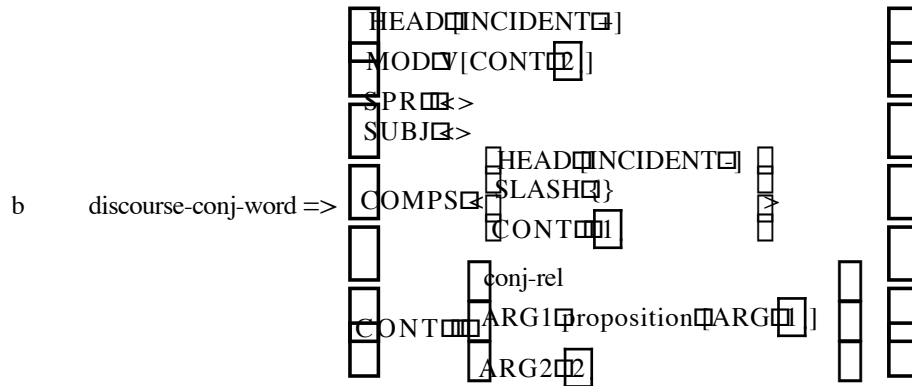 HEAD [INCIDENT +]
MOD V[CONT 2 ]
SPR <>
SUBJ <>
HEAD [INCIDENT -]
SLASH {}
b discourse-conj-word => COMPS < >
CONT 1
conj-rel
CONT ARG1 proposition [ARG 1 ]
ARG2 2